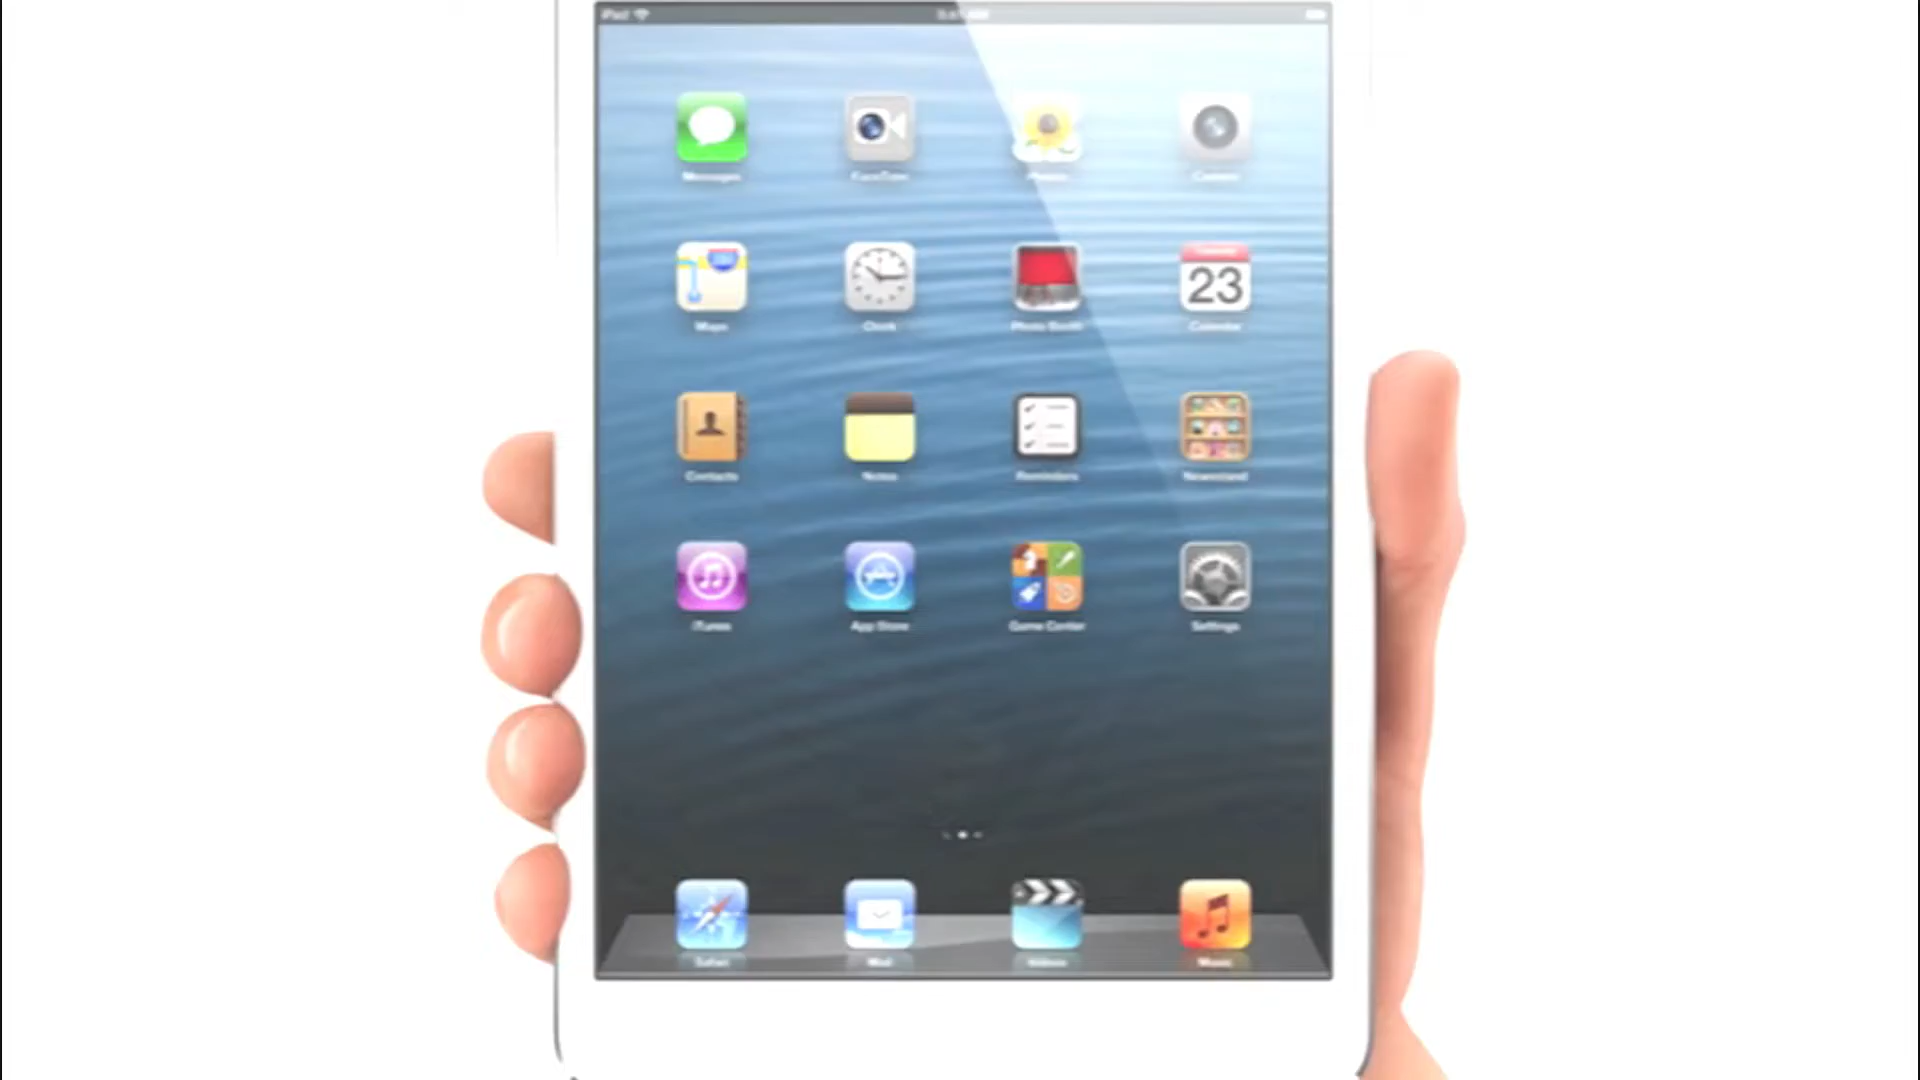 iPad
Messages FaceTime Photos Camera
23
Maps Clock Photo Booth Calendar
Contacts Notes Reminders Newsstand
iTunes App Store Game Center Settings
Safari Mail Videos Music